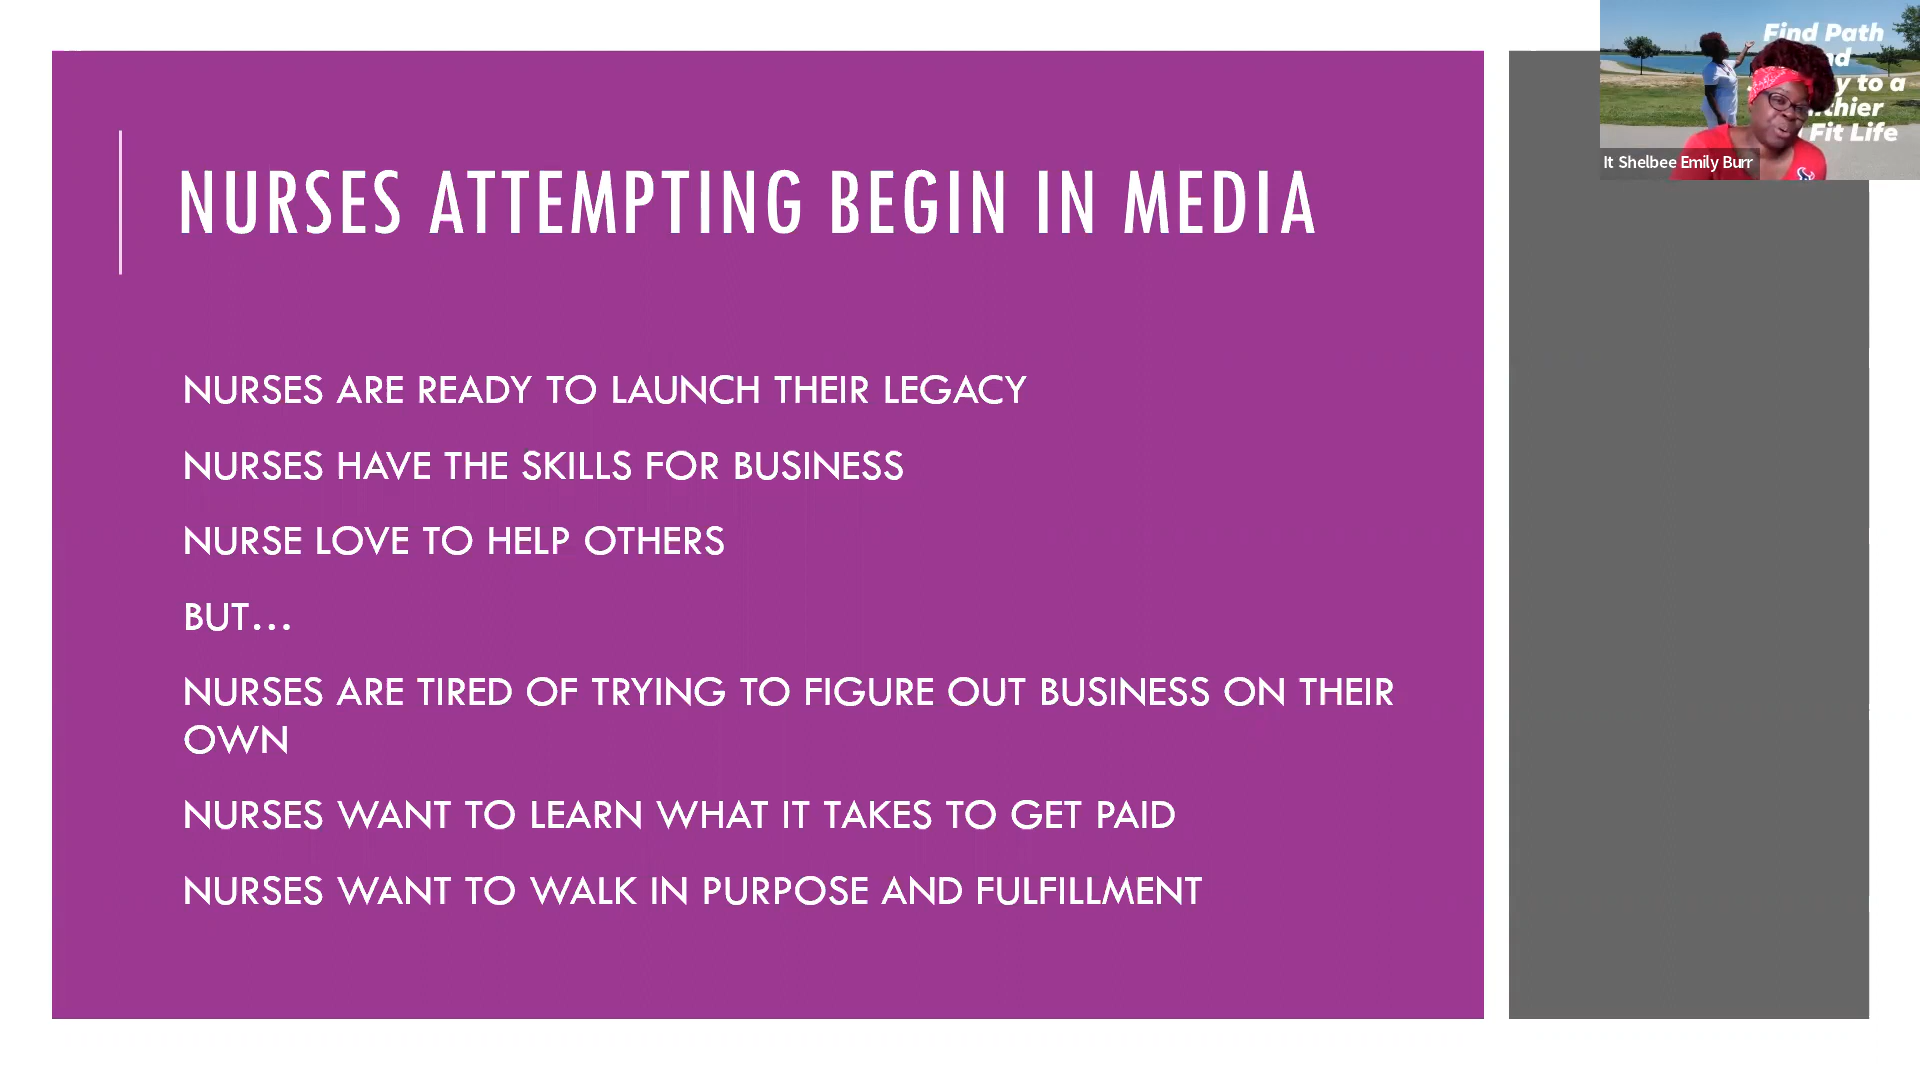 NURSES ATTEMPTING BEGIN IN MEDIA
NURSES ARE READY TO LAUNCH THEIR LEGACY
NURSES HAVE THE SKILLS FOR BUSINESS
NURSE LOVE TO HELP OTHERS
BUT...
NURSES ARE TIRED OF TRYING TO FIGURE OUT BUSINESS ON THEIR
OWN
NURSES WANT TO LEARN WHAT IT TAKES TO GET PAID
NURSES WANT TO WALK IN PURPOSE AND FULFILLMENT
Find Path
to a
Fit Life
It Shelbee Emily Burr